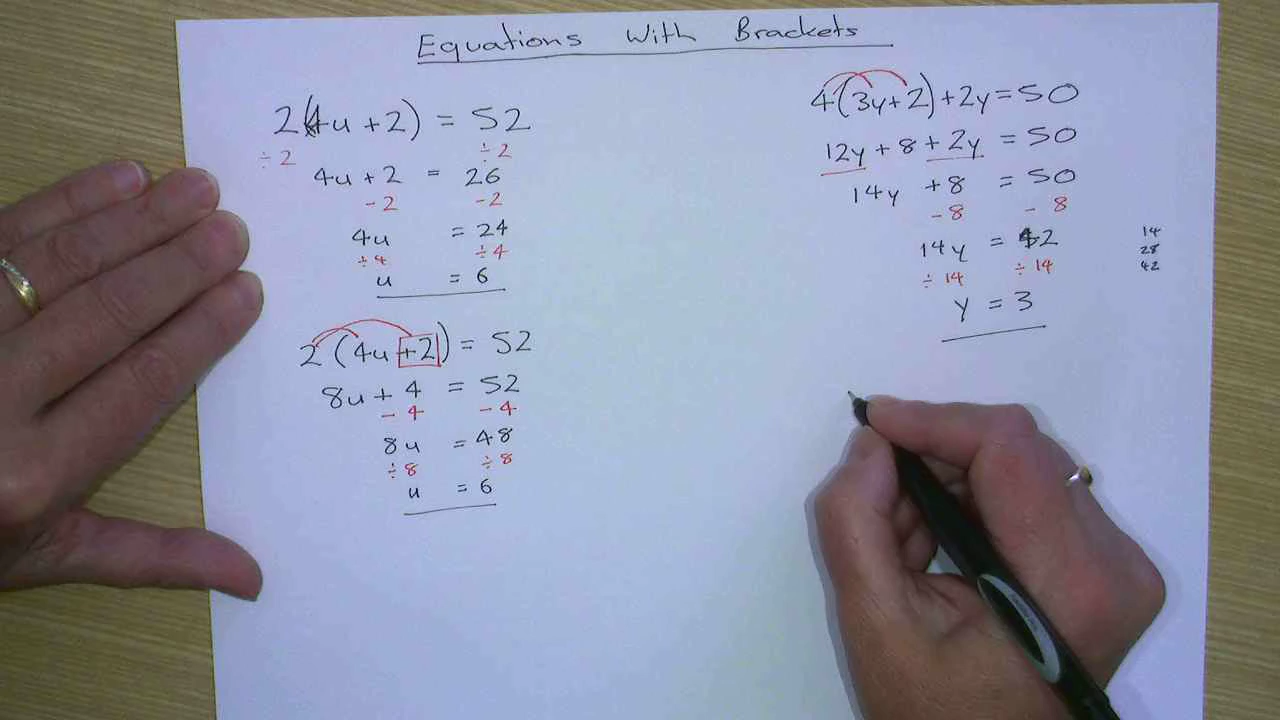 Equations With Brackets
2(4u + 2) = 52
÷2 ÷2
4u + 2 = 26
-2 -2
4u = 24
÷4 ÷4
u = 6
2(4u + 2) = 52
8u + 4 = 52
-4 -4
8u = 48
÷8 ÷8
u = 6
4(3y + 2) + 2y = 50
12y + 8 + 2y = 50
14y + 8 = 50
-8 -8
14y = 42
÷14 ÷14
y = 3
14
28
42